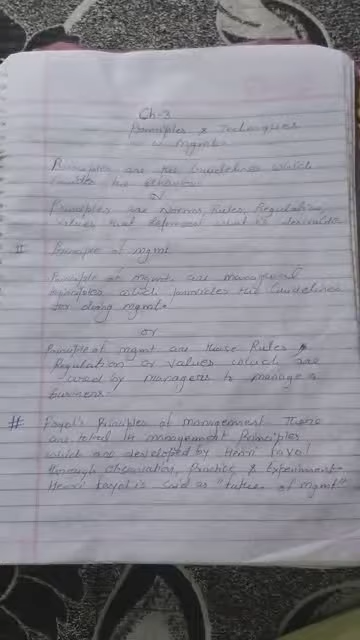 Ch-3
Principles & Techniques
of Mgmt.
Principles are the Guidelines which
the behaviour
or
Principles are Norms, Rules, Regulation,
values that defines what is desirable
# Principle of mgmt
Principle of mgmt. are managerial
principles which provides the Guidelines
for doing mgmt.
or
Principle of mgmt are those Rules &
Regulation or values which are
used by managers to manage a
business.
# Fayol's Principles of management There
are total 14 management Principles
which are developed by Henri Fayol
through observation, Practice & Experiment
Henri Fayol is said as "father of mgmt"